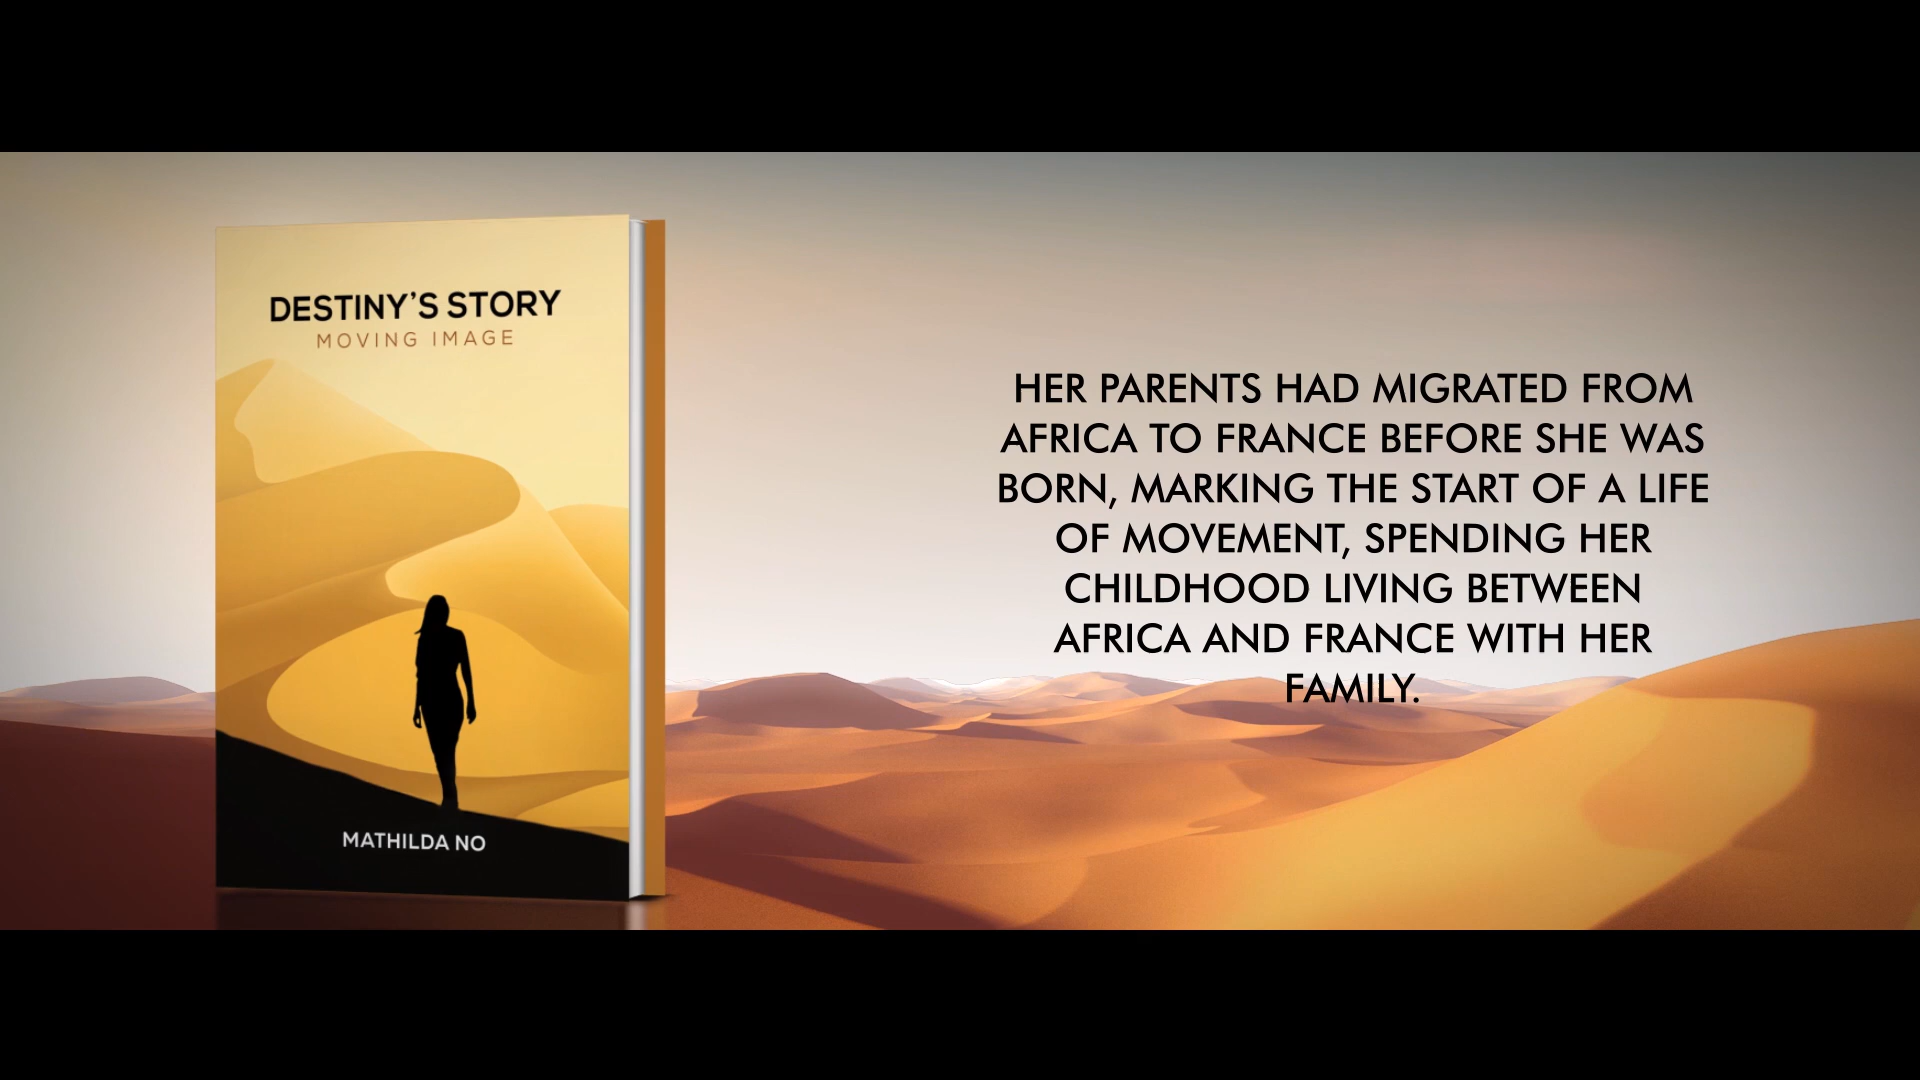 DESTINY'S STORY
MOVING IMAGE
MATHILDA NO
HER PARENTS HAD MIGRATED FROM
AFRICA TO FRANCE BEFORE SHE WAS
BORN, MARKING THE START OF A LIFE
OF MOVEMENT, SPENDING HER
CHILDHOOD LIVING BETWEEN
AFRICA AND FRANCE WITH HER
FAMILY.